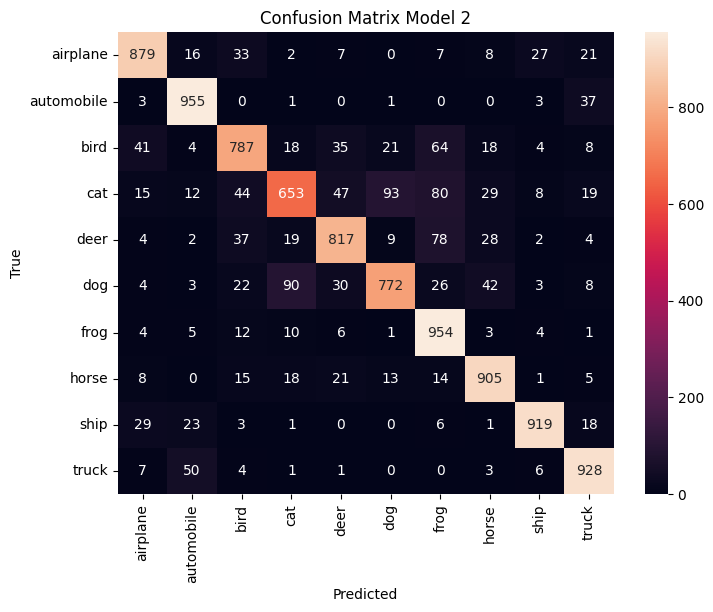 Confusion Matrix Model 2
airplane 879 16 33 2 7 0 7 8 27 21
automobile 3 955 0 1 0 1 0 0 3 37
bird 41 4 787 18 35 21 64 18 4 8
cat 15 12 44 653 47 93 80 29 8 19
deer 4 2 37 19 817 9 78 28 2 4
dog 4 3 22 90 30 772 26 42 3 8
frog 4 5 12 10 6 1 954 3 4 1
horse 8 0 15 18 21 13 14 905 1 5
ship 29 23 3 1 0 0 6 1 919 18
truck 7 50 4 1 1 0 0 3 6 928
airplane automobile bird cat deer dog frog horse ship truck
Predicted
True
800
600
400
200
0